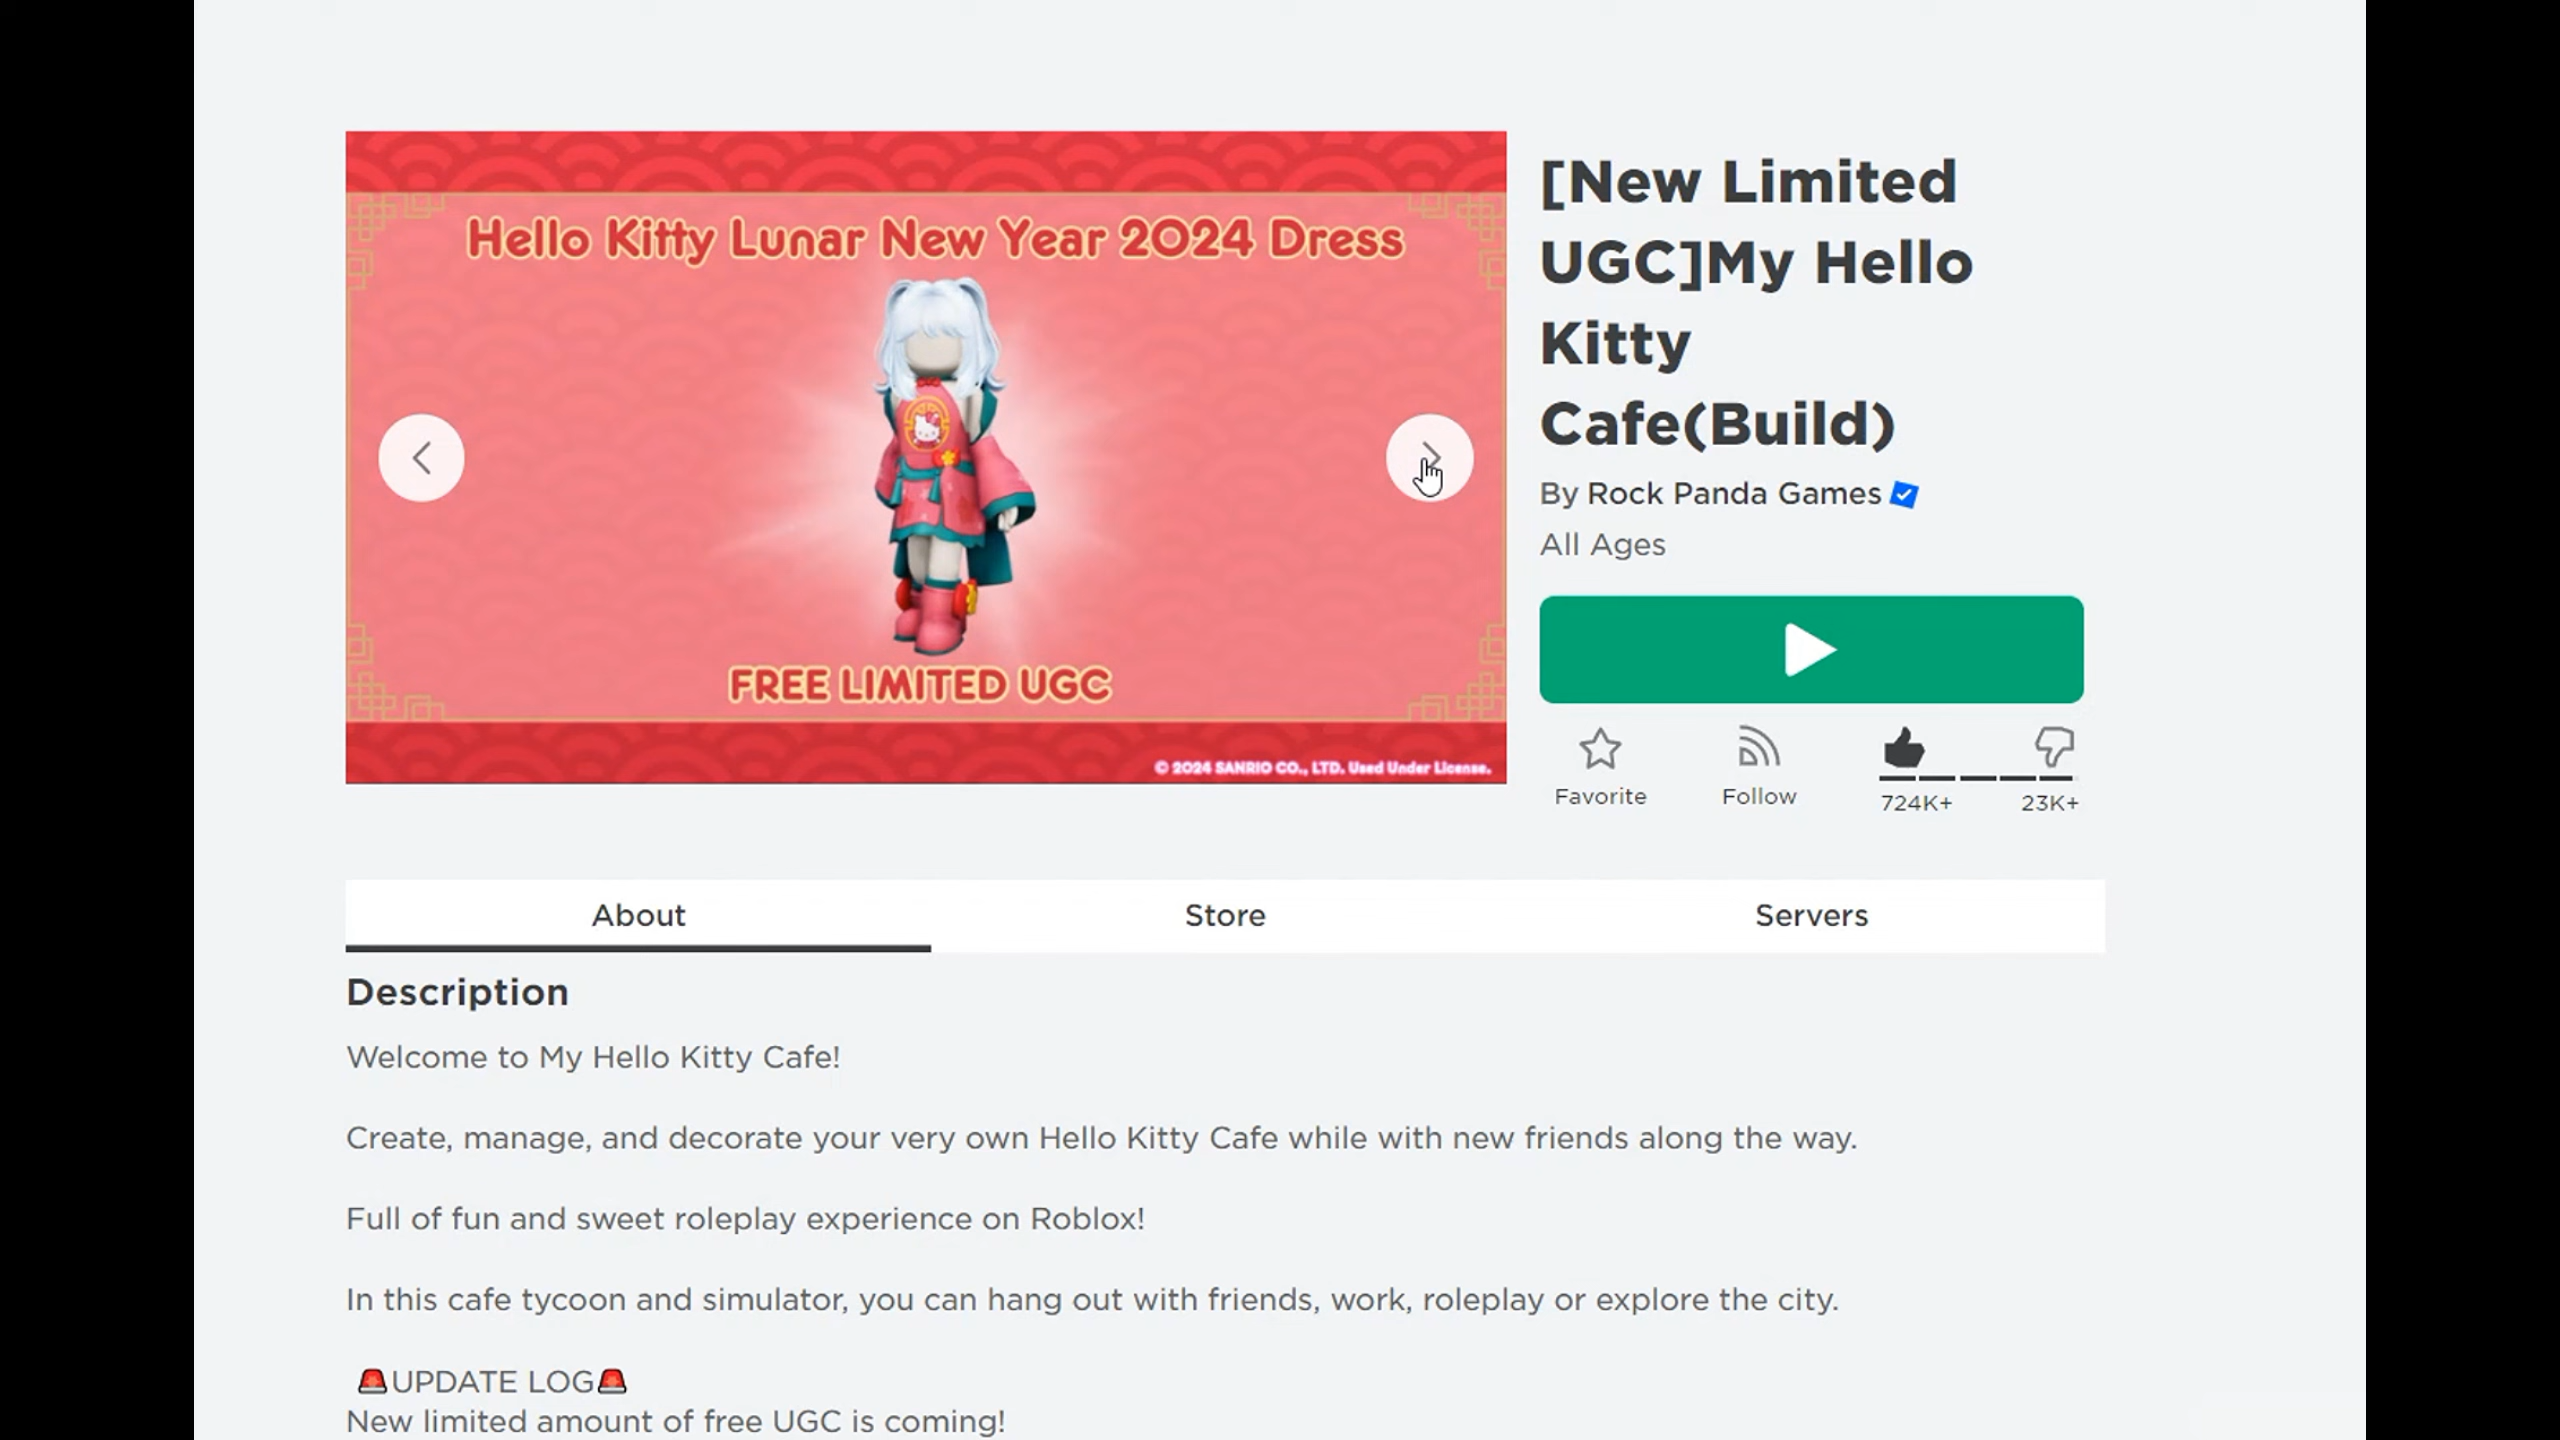 Hello Kitty Lunar New Year 2024 Dress
FREE LIMITED UGC
© 2024 SANRIO CO., LTD. Used Under License.
[New Limited
UGC]My Hello
Kitty
Cafe(Build)
By Rock Panda Games
All Ages
Favorite
Follow
724K+
23K+
About
Store
Servers
Description
Welcome to My Hello Kitty Cafe!
Create, manage, and decorate your very own Hello Kitty Cafe while with new friends along the way.
Full of fun and sweet roleplay experience on Roblox!
In this cafe tycoon and simulator, you can hang out with friends, work, roleplay or explore the city.
🚨UPDATE LOG🚨
New limited amount of free UGC is coming!